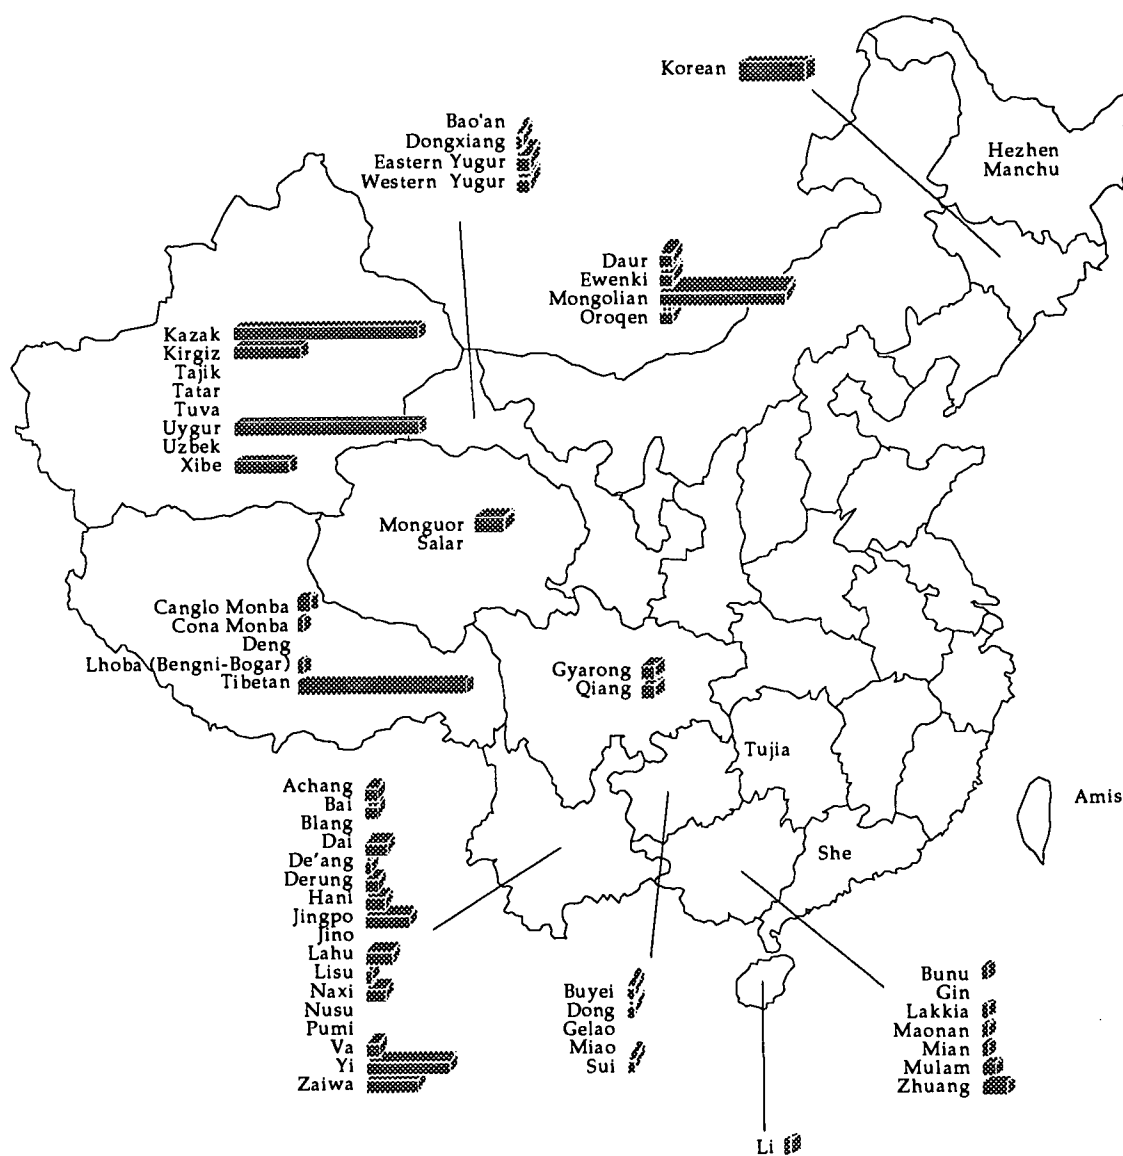 Korean
Hezhen
Manchu
Bao'an
Dongxiang
Eastern Yugur
Western Yugur
Daur
Ewenki
Mongolian
Oroqen
Kazak
Kirgiz
Tajik
Tatar
Tuva
Uygur
Uzbek
Xibe
Monguor
Salar
Canglo Monba
Cona Monba
Deng
Lhoba (Bengni-Bogar)
Tibetan
Gyarong
Qiang
Tujia
Amis
She
Achang
Bai
Blang
Dai
De'ang
Derung
Hani
Jingpo
Jino
Lahu
Lisu
Naxi
Nusu
Pumi
Va
Yi
Zaiwa
Buyei
Dong
Gelao
Miao
Sui
Bunu
Gin
Lakkia
Maonan
Mian
Mulam
Zhuang
Li